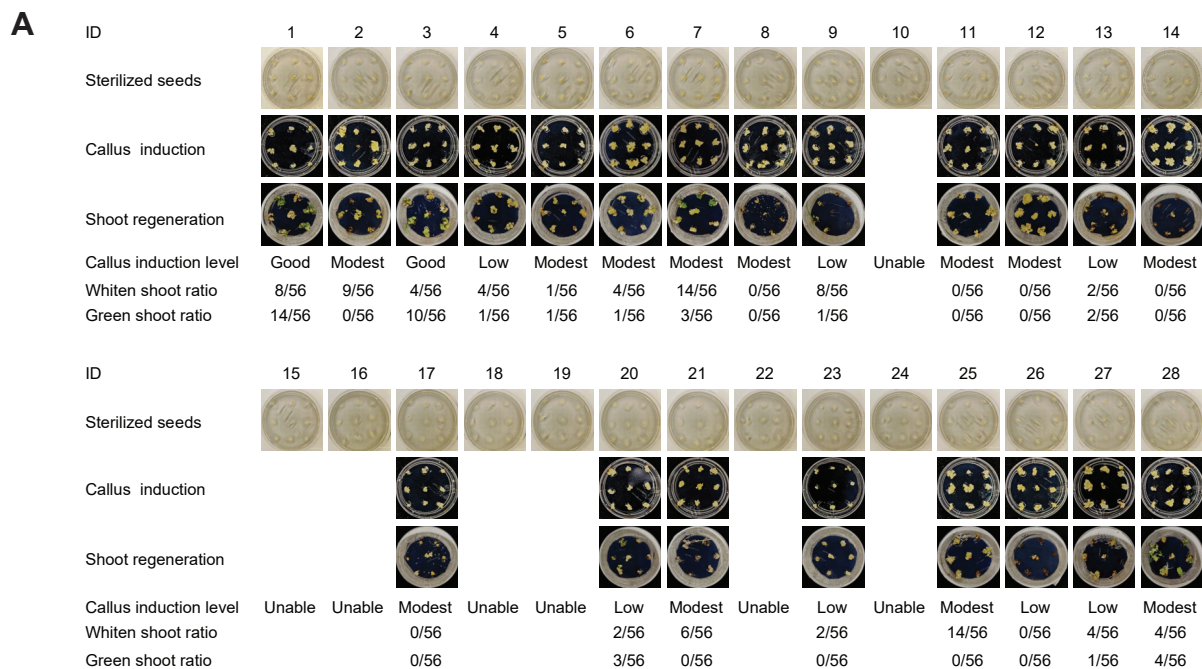 A
ID 1 2 3 4 5 6 7 8 9 10 11 12 13 14
Sterilized seeds
Callus induction
Shoot regeneration
Callus induction level Good Modest Good Low Modest Modest Modest Modest Low Unable Modest Modest Low Modest
Whiten shoot ratio 8/56 9/56 4/56 4/56 1/56 4/56 14/56 0/56 8/56 0/56 0/56 2/56 0/56
Green shoot ratio 14/56 0/56 10/56 1/56 1/56 1/56 3/56 0/56 1/56 0/56 0/56 2/56 0/56
ID 15 16 17 18 19 20 21 22 23 24 25 26 27 28
Sterilized seeds
Callus induction
Shoot regeneration
Callus induction level Unable Unable Modest Unable Unable Low Modest Unable Low Unable Modest Low Low Modest
Whiten shoot ratio 0/56 2/56 6/56 2/56 14/56 0/56 4/56 4/56
Green shoot ratio 0/56 3/56 0/56 0/56 0/56 0/56 1/56 4/56